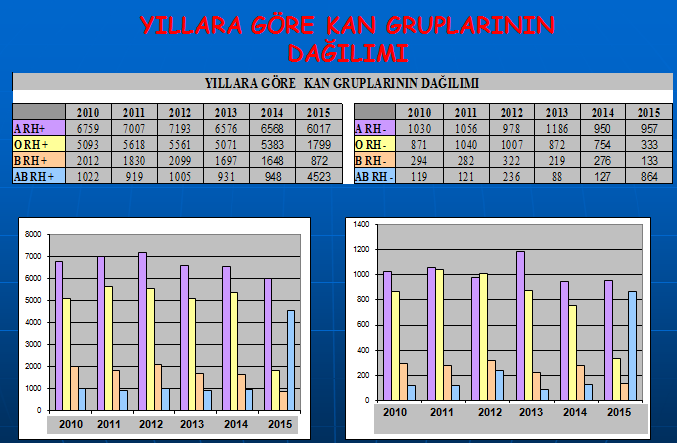 YILLARA GÖRE KAN GRUPLARININ
DAĞILIMI
YILLARA GÖRE KAN GRUPLARININ DAĞILIMI
2010 2011 2012 2013 2014 2015
A RH+ 6759 7007 7193 6576 6568 6017
O RH+ 5093 5618 5561 5071 5383 1799
B RH+ 2012 1830 2099 1697 1648 872
AB RH+ 1022 919 1005 931 948 4523
2010 2011 2012 2013 2014 2015
A RH- 1030 1056 978 1186 950 957
O RH- 871 1040 1007 872 754 333
B RH- 294 282 322 219 276 133
AB RH- 119 121 236 88 127 864
8000
7000
6000
5000
4000
3000
2000
1000
0
2010 2011 2012 2013 2014 2015
1400
1200
1000
800
600
400
200
0
2010 2011 2012 2013 2014 2015